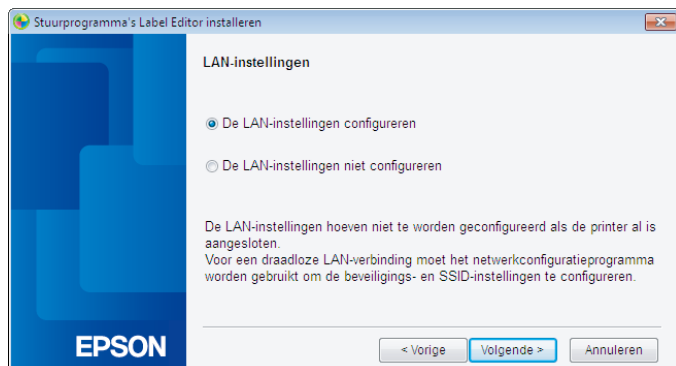 Stuurprogramma's Label Editor installeren
LAN-instellingen
De LAN-instellingen configureren
De LAN-instellingen niet configureren
De LAN-instellingen hoeven niet te worden geconfigureerd als de printer al is
aangesloten.
Voor een draadloze LAN-verbinding moet het netwerkconfiguratieprogramma
worden gebruikt om de beveiligings- en SSID-instellingen te configureren.
EPSON
< Vorige
Volgende >
Annuleren